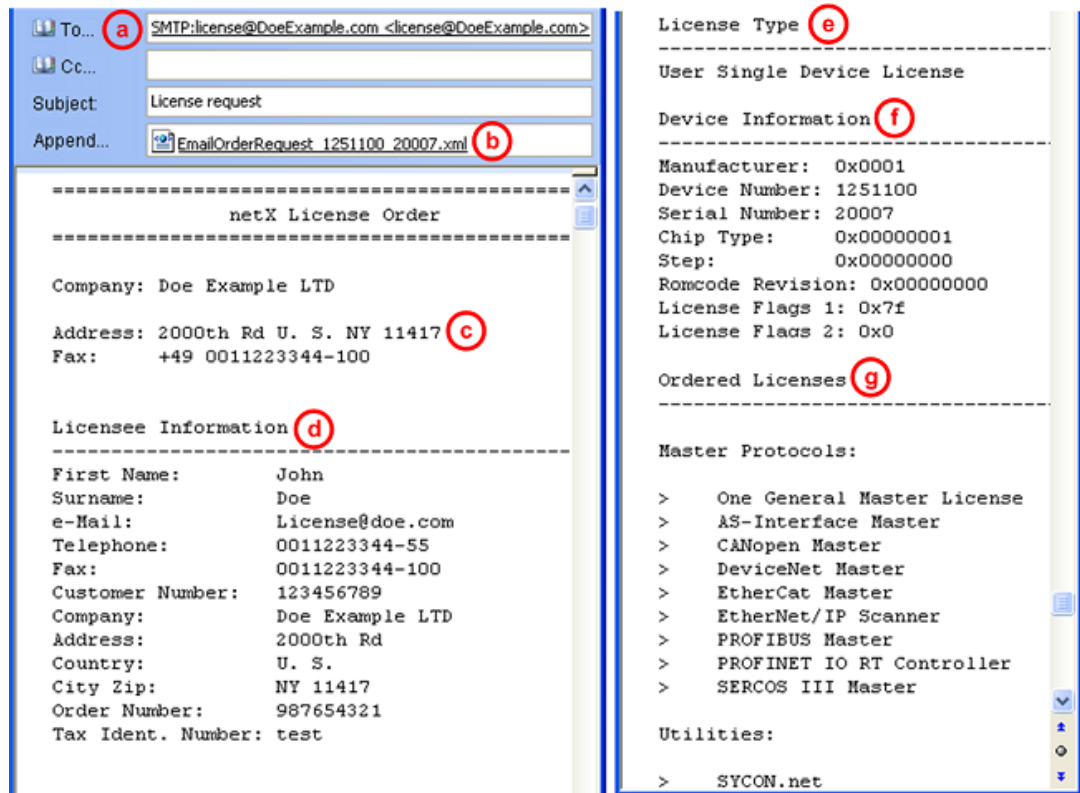 To... a SMTP:license@DoeExample.com <license@DoeExample.com>
Cc...
Subject: License request
Append... EmailOrderRequest_1251100_20007.xml b
=============================================
netX License Order
=============================================
Company: Doe Example LTD
Address: 2000th Rd U. S. NY 11417 c
Fax: +49 0011223344-100
Licensee Information d
---------------------------------------------
First Name: John
Surname: Doe
e-Mail: License@doe.com
Telephone: 0011223344-55
Fax: 0011223344-100
Customer Number: 123456789
Company: Doe Example LTD
Address: 2000th Rd
Country: U. S.
City Zip: NY 11417
Order Number: 987654321
Tax Ident. Number: test
License Type e
---------------------------------
User Single Device License
Device Information f
---------------------------------
Manufacturer: 0x0001
Device Number: 1251100
Serial Number: 20007
Chip Type: 0x00000001
Step: 0x00000000
Romcode Revision: 0x00000000
License Flags 1: 0x7f
License Flags 2: 0x0
Ordered Licenses g
---------------------------------
Master Protocols:
> One General Master License
> AS-Interface Master
> CANopen Master
> DeviceNet Master
> EtherCat Master
> EtherNet/IP Scanner
> PROFIBUS Master
> PROFINET IO RT Controller
> SERCOS III Master
Utilities:
> SYCON.net